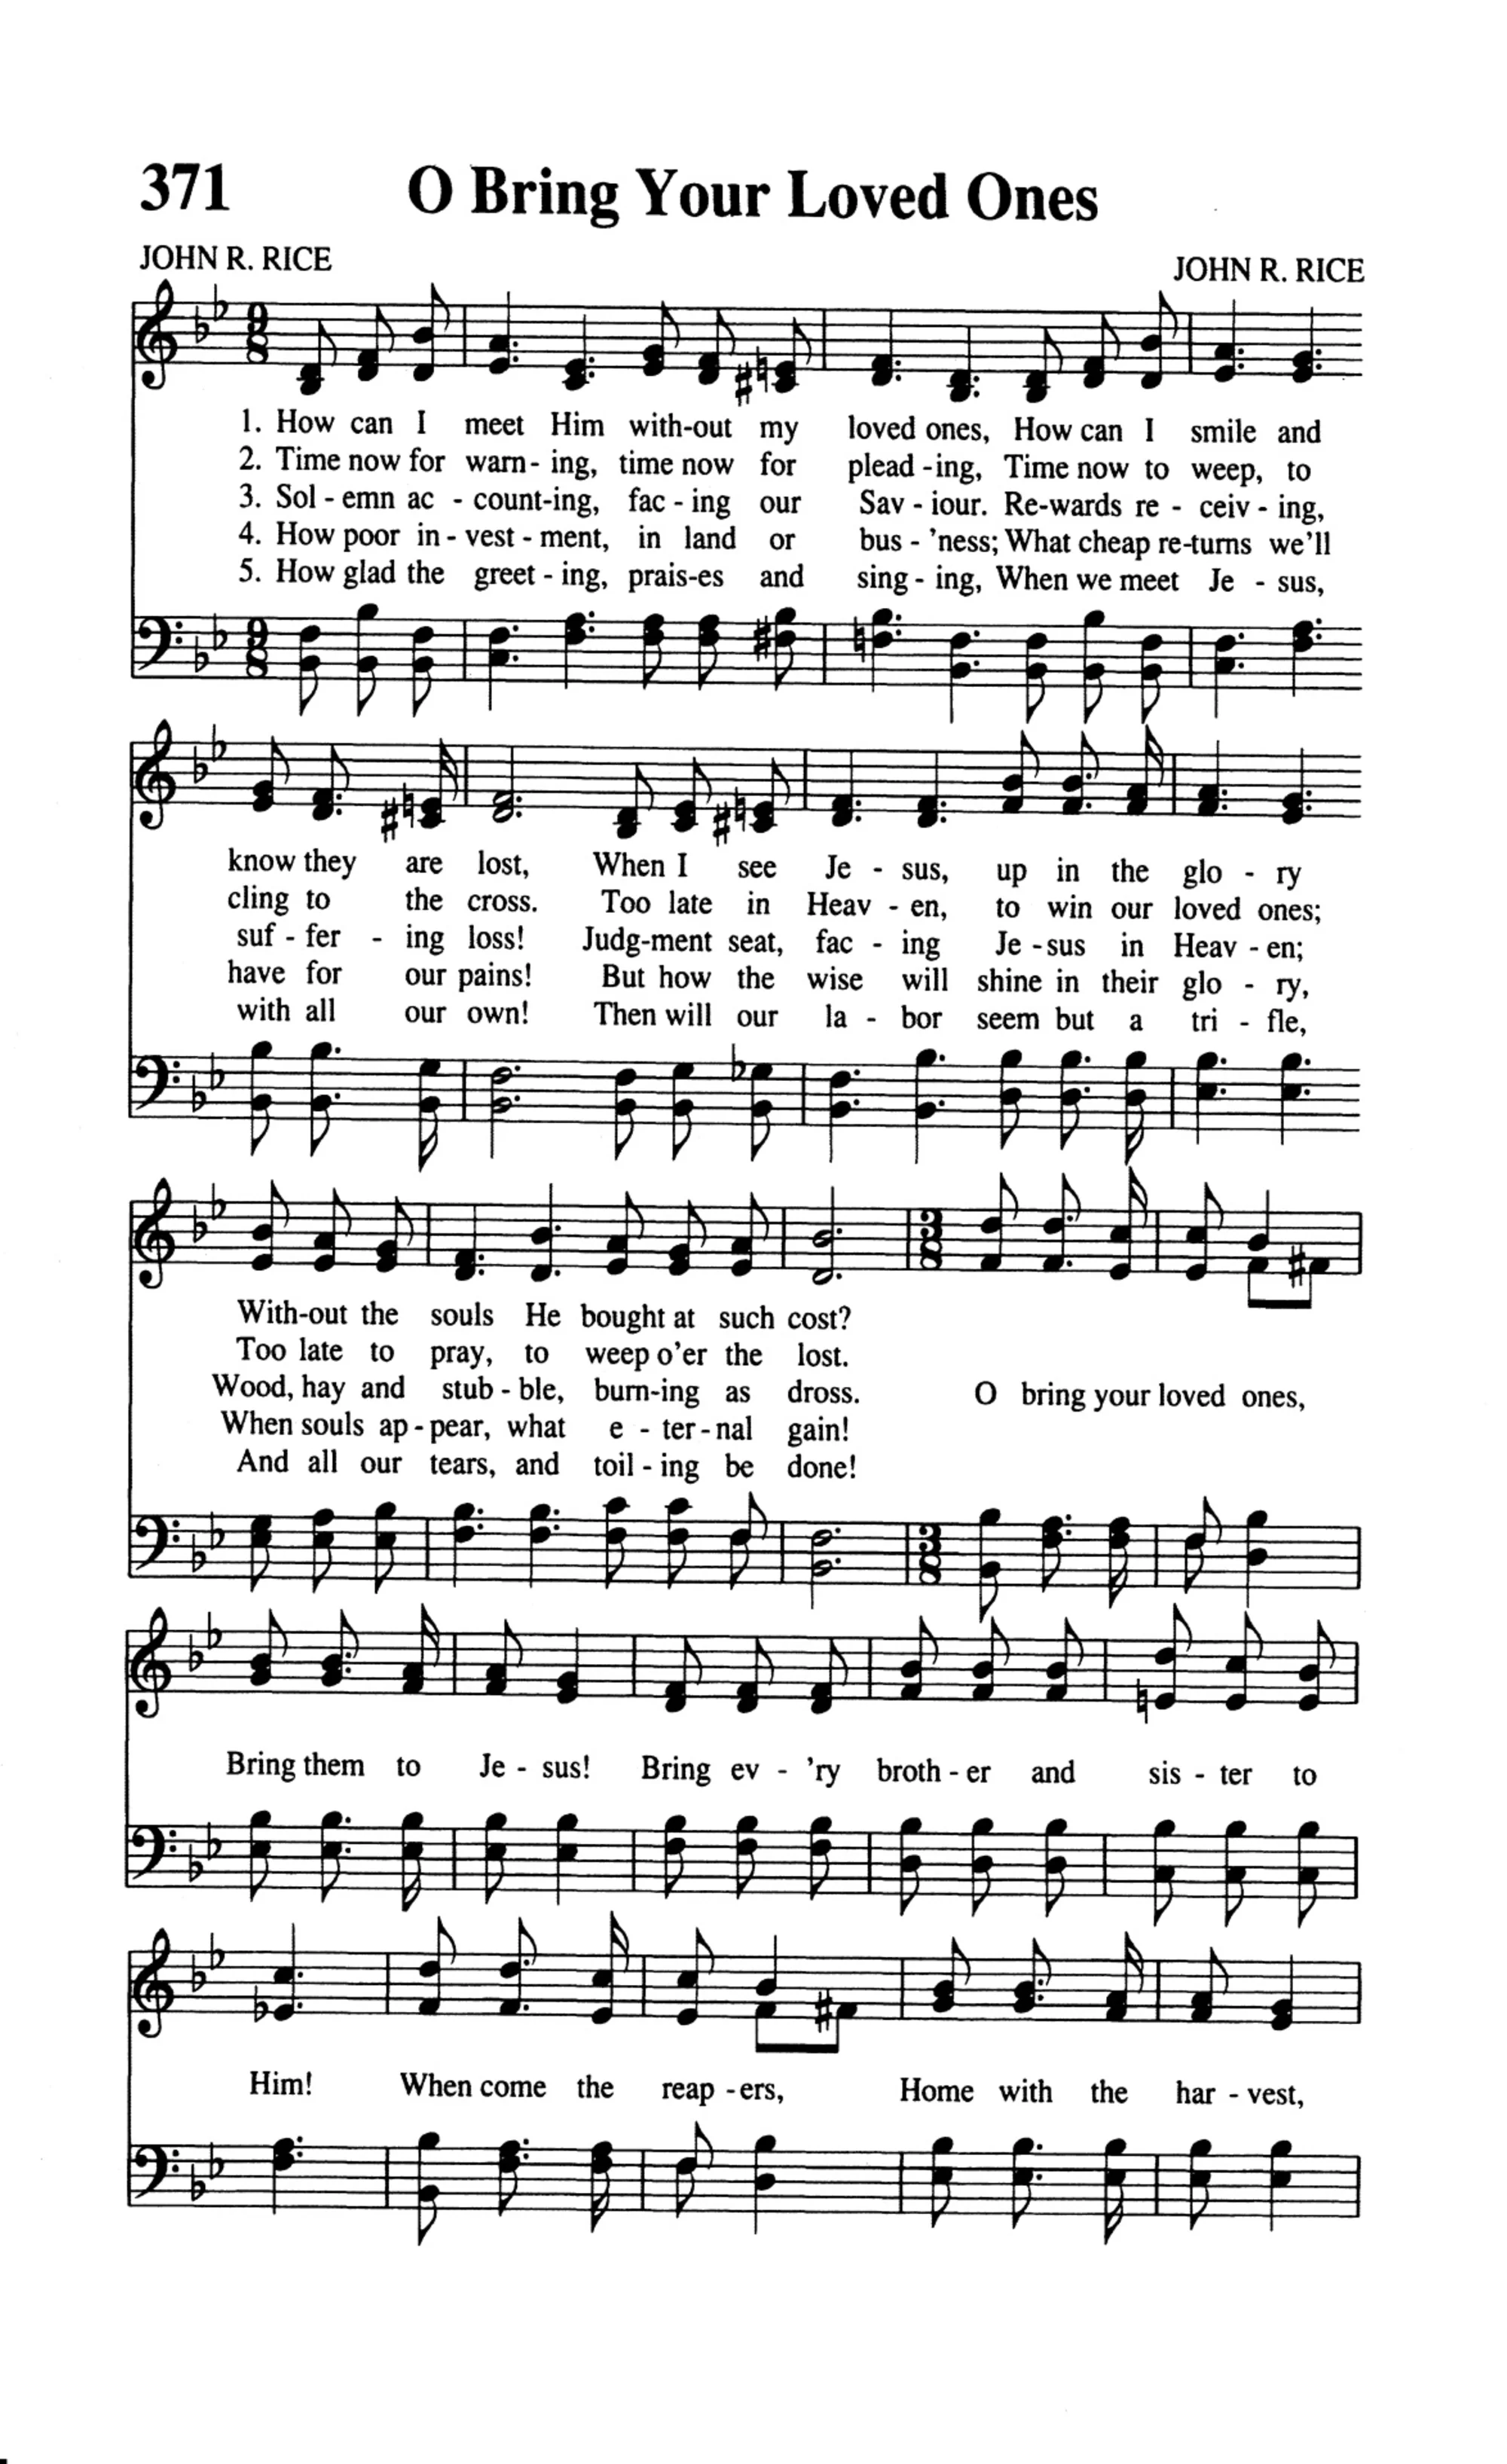 371 O Bring Your Loved Ones
JOHN R. RICE
JOHN R. RICE
1. How can I meet Him with-out my loved ones, How can I smile and
2. Time now for warn - ing, time now for plead - ing, Time now to weep, to
3. Sol - emn ac - count-ing, fac - ing our Sav - iour. Re-wards re - ceiv - ing,
4. How poor in - vest - ment, in land or bus - 'ness; What cheap re-turns we'll
5. How glad the greet - ing, prais-es and sing - ing, When we meet Je - sus,
know they are lost, When I see Je - sus, up in the glo - ry
cling to the cross. Too late in Heav - en, to win our loved ones;
suf - fer - ing loss! Judg-ment seat, fac - ing Je - sus in Heav - en;
have for our pains! But how the wise will shine in their glo - ry,
with all our own! Then will our la - bor seem but a tri - fle,
With-out the souls He bought at such cost?
Too late to pray, to weep o'er the lost.
Wood, hay and stub - ble, burn-ing as dross. O bring your loved ones,
When souls ap - pear, what e - ter - nal gain!
And all our tears, and toil - ing be done!
Bring them to Je - sus! Bring ev - 'ry broth - er and sis - ter to
Him! When come the reap - ers, Home with the har - vest,